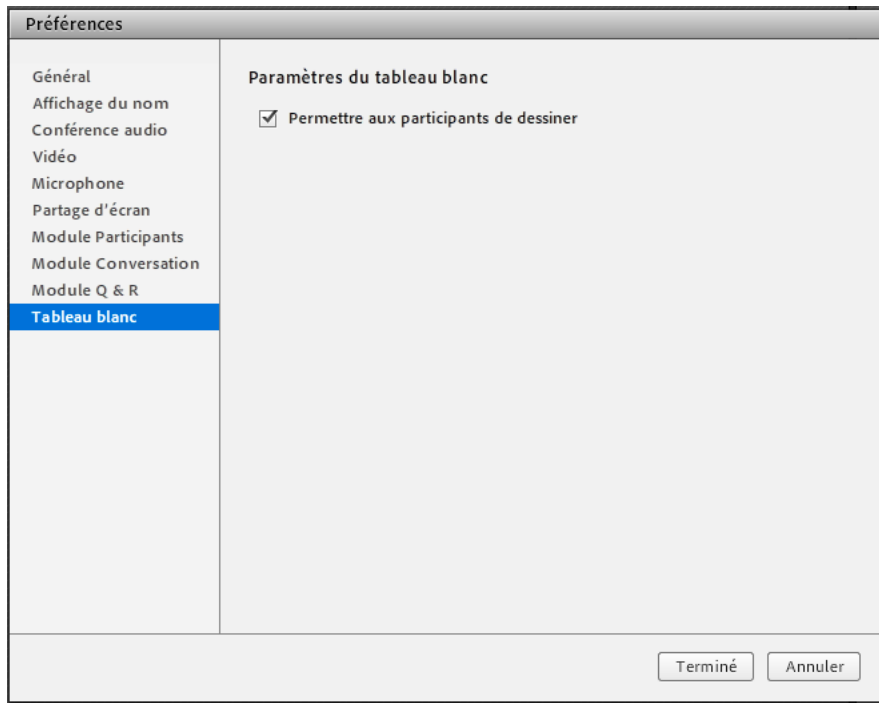 Préférences
Général
Affichage du nom
Conférence audio
Vidéo
Microphone
Partage d'écran
Module Participants
Module Conversation
Module Q & R
Tableau blanc
Paramètres du tableau blanc
Permettre aux participants de dessiner
Terminé
Annuler